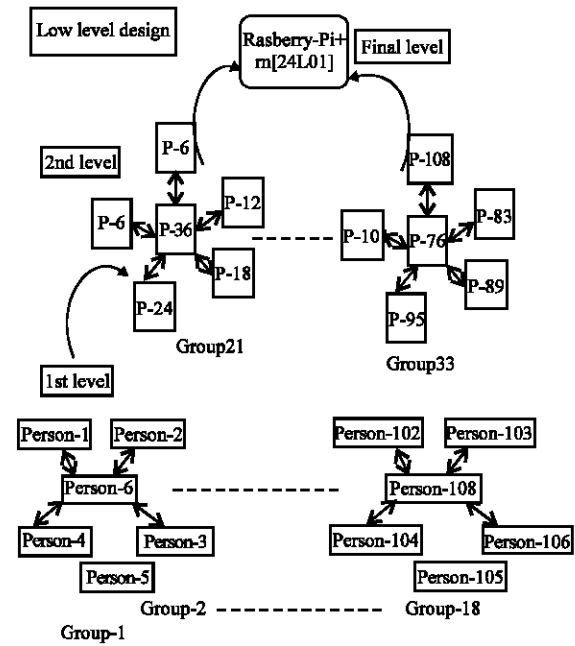 Low level design
Rasberry-Pi+
rn[24L01]
Final level
P-6
P-108
2nd level
P-6
P-36
P-12
P-18
P-24
P-10
P-76
P-83
P-89
P-95
Group21
Group33
1st level
Person-1
Person-2
Person-102
Person-103
Person-6
Person-108
Person-4
Person-3
Person-104
Person-106
Person-5
Person-105
Group-2
Group-18
Group-1